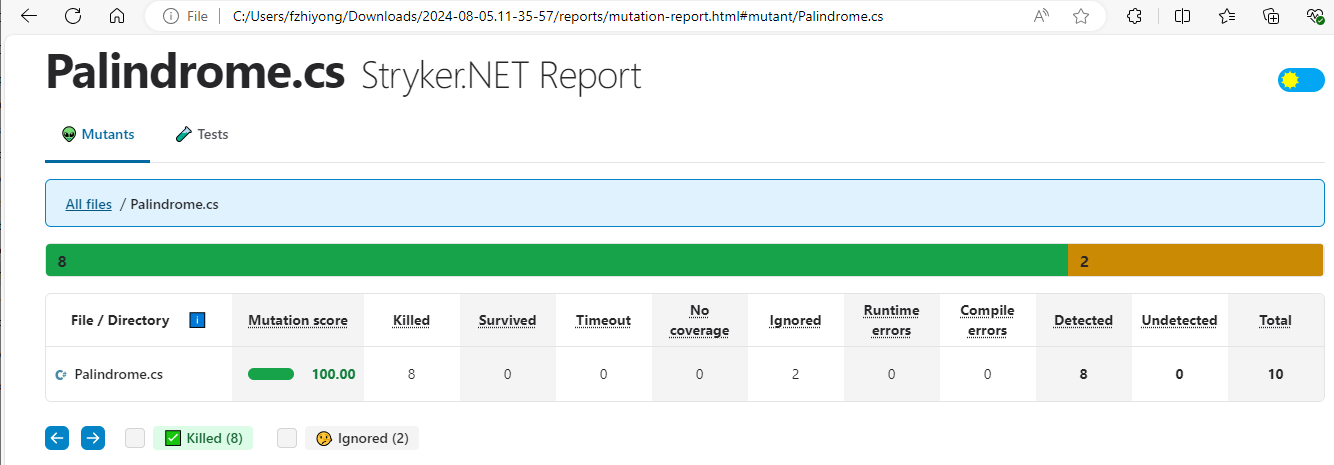 File C:/Users/fzhiyong/Downloads/2024-08-05.11-35-57/reports/mutation-report.html#mutant/Palindrome.cs
Palindrome.cs Stryker.NET Report
Mutants Tests
All files / Palindrome.cs
8 2
File / Directory i Mutation score Killed Survived Timeout No coverage Ignored Runtime errors Compile errors Detected Undetected Total
C# Palindrome.cs 100.00 8 0 0 0 2 0 0 8 0 10
Killed (8) Ignored (2)